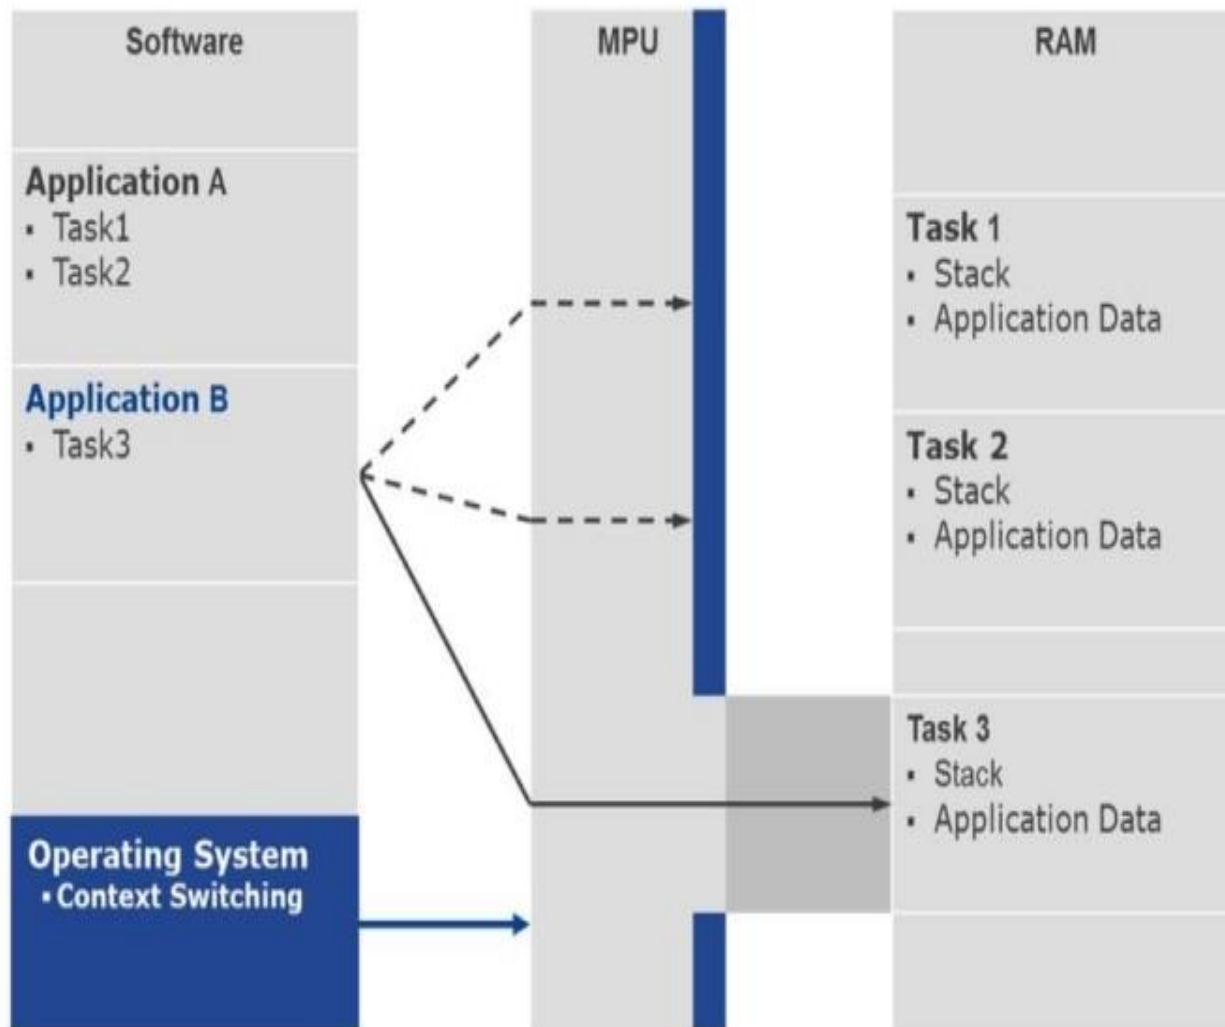 Software
MPU
RAM
Application A
▪ Task1
▪ Task2
Application B
▪ Task3
Operating System
▪ Context Switching
Task 1
▪ Stack
▪ Application Data
Task 2
▪ Stack
▪ Application Data
Task 3
▪ Stack
▪ Application Data